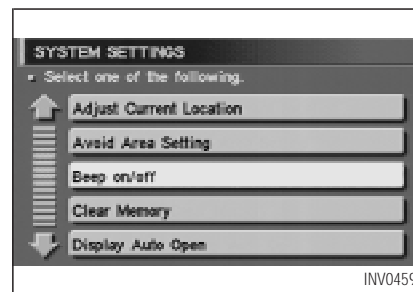 SYSTEM SETTINGS
Select one of the following.
Adjust Current Location
Avoid Area Setting
Beep on/off
Clear Memory
Display Auto Open
INV0459